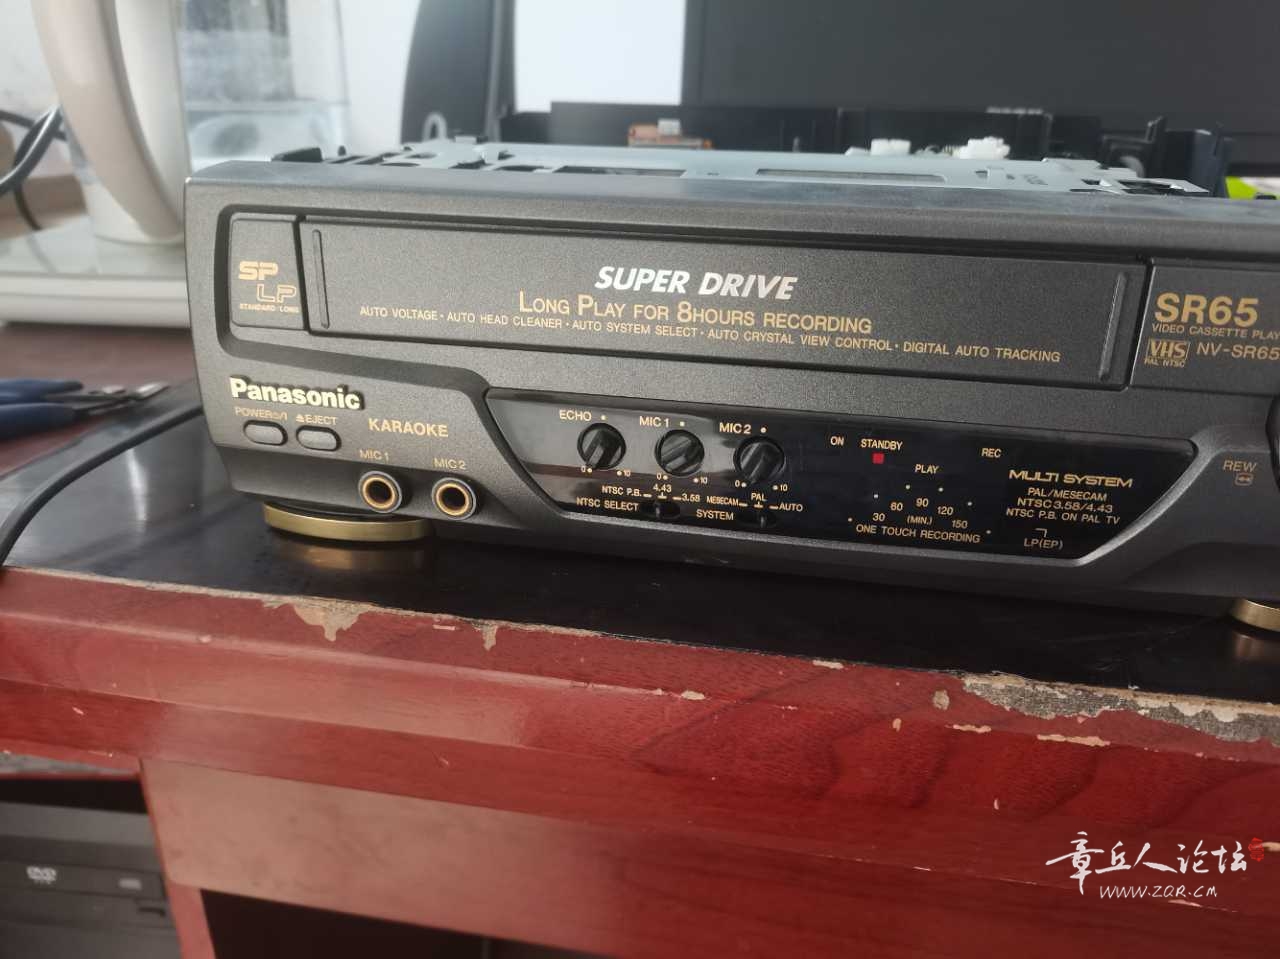 SP
LP
STANDARD LONG
SUPER DRIVE
LONG PLAY FOR 8HOURS RECORDING
AUTO VOLTAGE · AUTO HEAD CLEANER · AUTO SYSTEM SELECT · AUTO CRYSTAL VIEW CONTROL · DIGITAL AUTO TRACKING
SR65
VIDEO CASSETTE
VHS
PAL NTSC
NV-SR65
Panasonic
POWER
EJECT
KARAOKE
MIC 1
MIC 2
ECHO
MIC 1
MIC 2
0 10
0 10
0 10
NTSC P.B. 4.43 3.58
NTSC SELECT
MESECAM PAL AUTO
SYSTEM
ON
STANDBY
REC
PLAY
30 60 90 120 150
(MIN.)
ONE TOUCH RECORDING
MULTI SYSTEM
PAL/MESECAM
NTSC 3.58/4.43
NTSC P.B. ON PAL TV
LP(EP)
REW
章丘人论坛
WWW.ZQR.CM